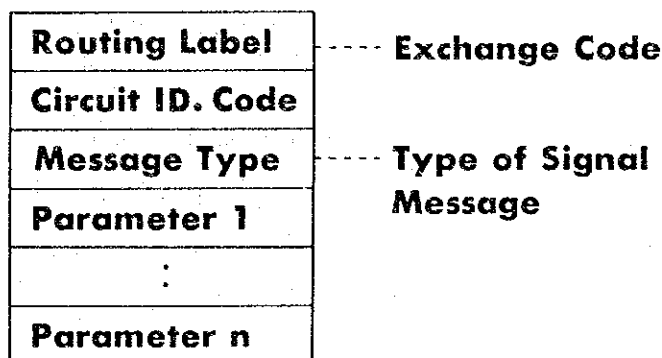 Routing Label ---- Exchange Code
Circuit ID. Code
Message Type ---- Type of Signal
Message
Parameter 1
:
Parameter n